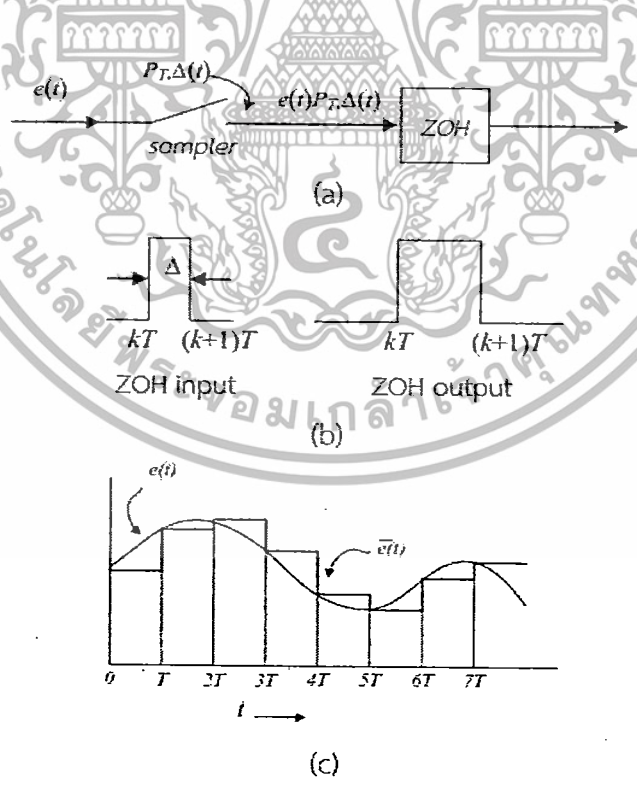 P_T,Δ(t)
e(t)
e(t)P_T,Δ(t)
ZOH
sampler
(a)
Δ
kT (k+1)T kT (k+1)T
ZOH input ZOH output
(b)
e(t)
e̅(t)
0 T 2T 3T 4T 5T 6T 7T
t
(c)